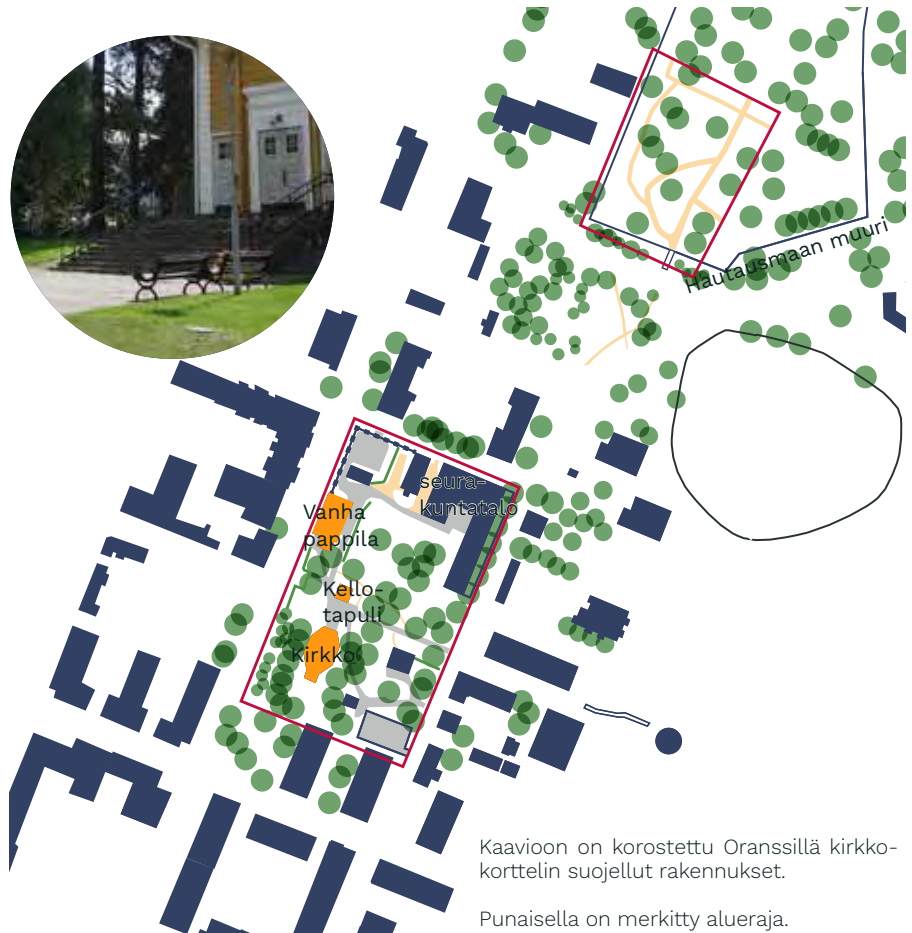 Hautausmaan muuri
seura-
kuntatalo
Vanha
pappila
Kello-
tapuli
Kirkko
Kaavioon on korostettu Oranssillä kirkko-
korttelin suojellut rakennukset.
Punaisella on merkitty alueraja.